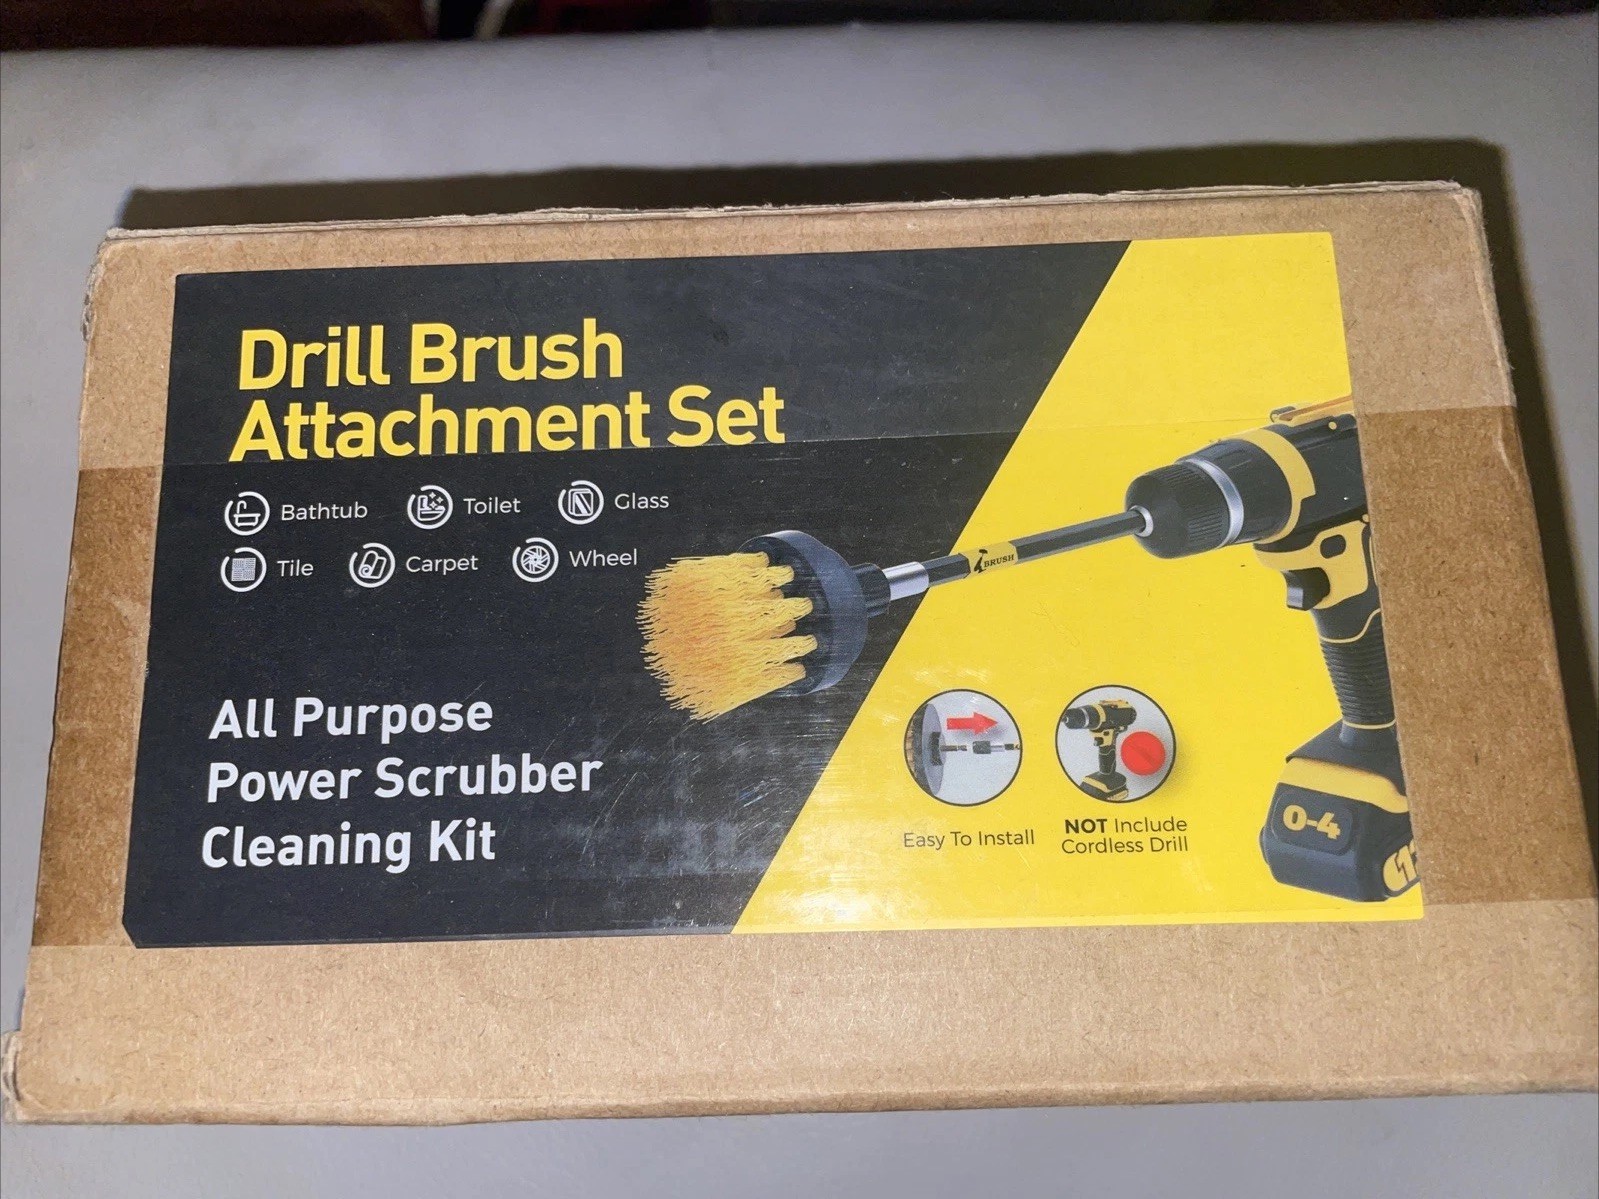 Drill Brush
Attachment Set
Bathtub Toilet Glass
Tile Carpet Wheel
BRUSH
All Purpose
Power Scrubber
Cleaning Kit
Easy To Install
NOT Include
Cordless Drill
0-4